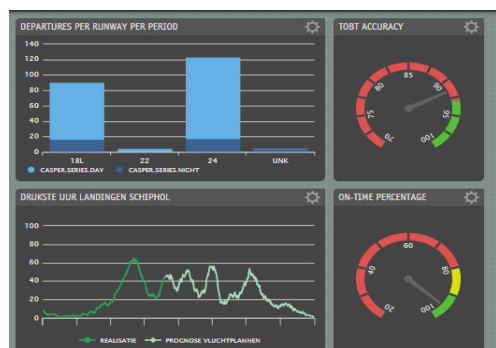 DEPARTURES PER RUNWAY PER PERIOD
140
120
100
80
60
40
20
0
18L 22 24 UNK
CASPER.SERIES.DAY CASPER.SERIES.NIGHT
TOBT ACCURACY
70 75 80 85 90 95 100
DRUKSTE UUR LANDINGEN SCHIPHOL
100
80
60
40
20
0
REALISATIE PROGNOSE VLUCHTPLANNEN
ON-TIME PERCENTAGE
20 40 60 80 100